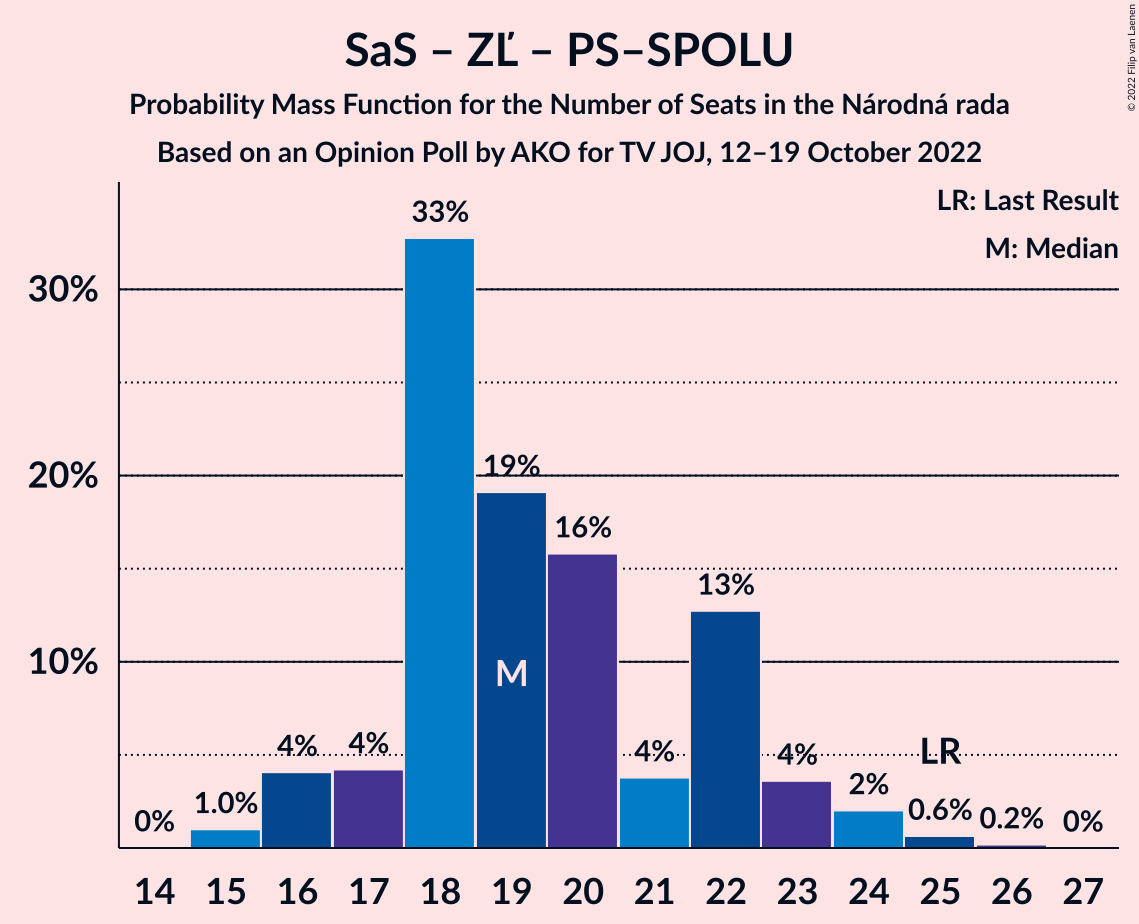 SaS – ZĽ – PS–SPOLU
Probability Mass Function for the Number of Seats in the Národná rada
Based on an Opinion Poll by AKO for TV JOJ, 12–19 October 2022
© 2022 Filip van Laenen
LR: Last Result
M: Median
30%
20%
10%
0%
1.0%
4%
4%
33%
19%
16%
4%
13%
4%
2%
0.6%
0.2%
0%
M
LR
14 15 16 17 18 19 20 21 22 23 24 25 26 27